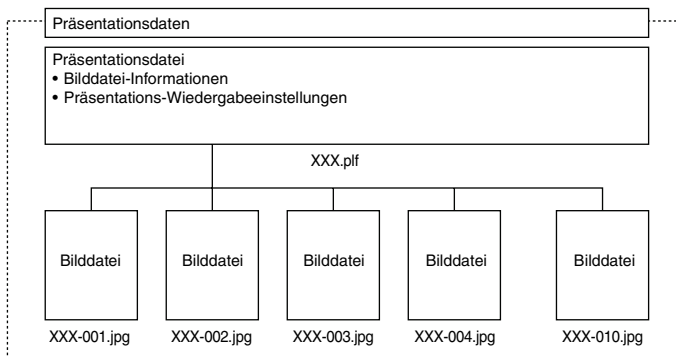 Präsentationsdaten
Präsentationsdatei
• Bilddatei-Informationen
• Präsentations-Wiedergabeeinstellungen
XXX.plf
Bilddatei Bilddatei Bilddatei Bilddatei Bilddatei
XXX-001.jpg XXX-002.jpg XXX-003.jpg XXX-004.jpg XXX-010.jpg